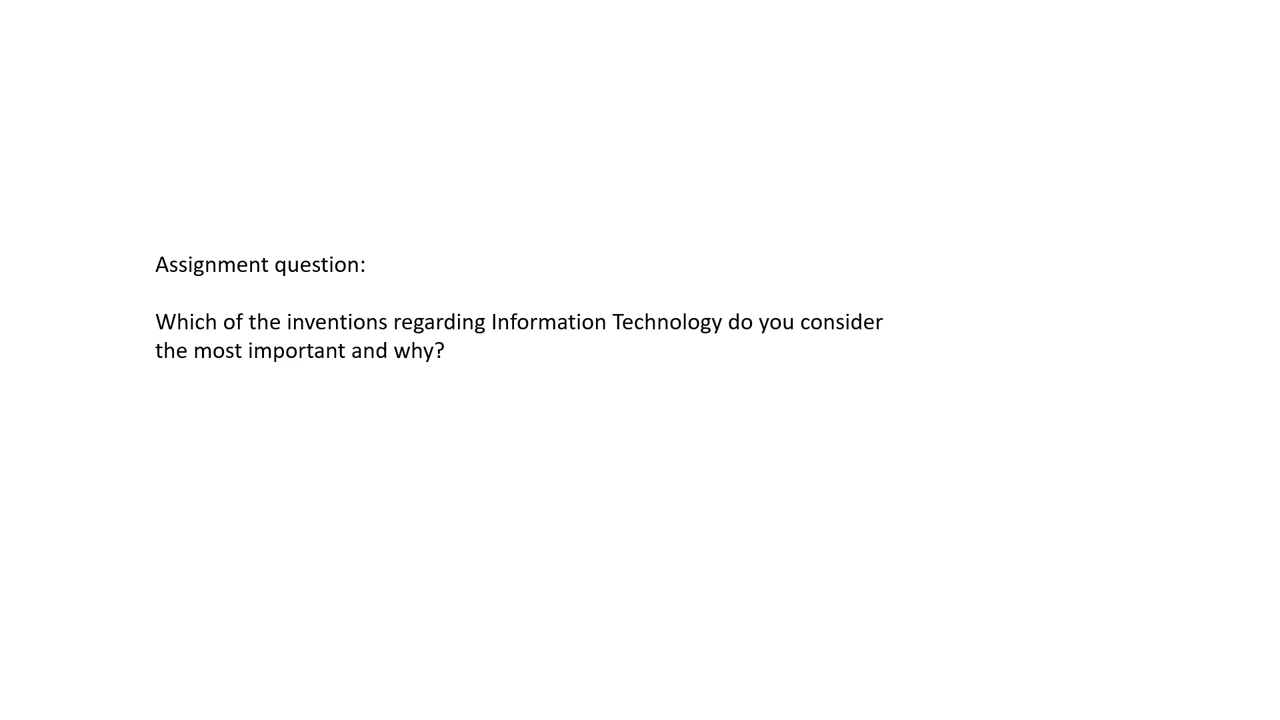 Assignment question:
Which of the inventions regarding Information Technology do you consider
the most important and why?